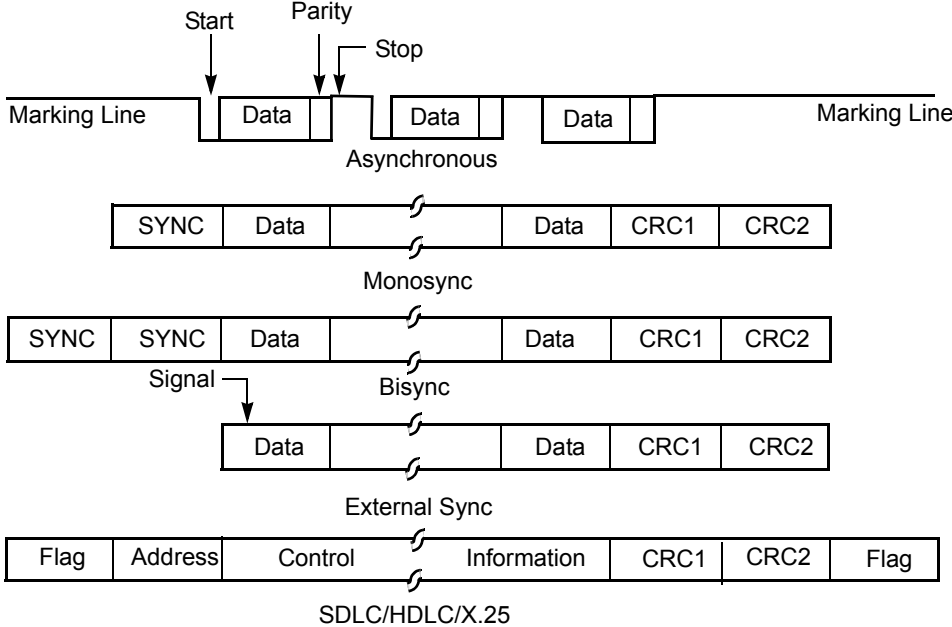 Start Parity
Stop
Marking Line Data Data Data Marking Line
Asynchronous
SYNC Data Data CRC1 CRC2
Monosync
SYNC SYNC Data Data CRC1 CRC2
Signal Bisync
Data Data CRC1 CRC2
External Sync
Flag Address Control Information CRC1 CRC2 Flag
SDLC/HDLC/X.25